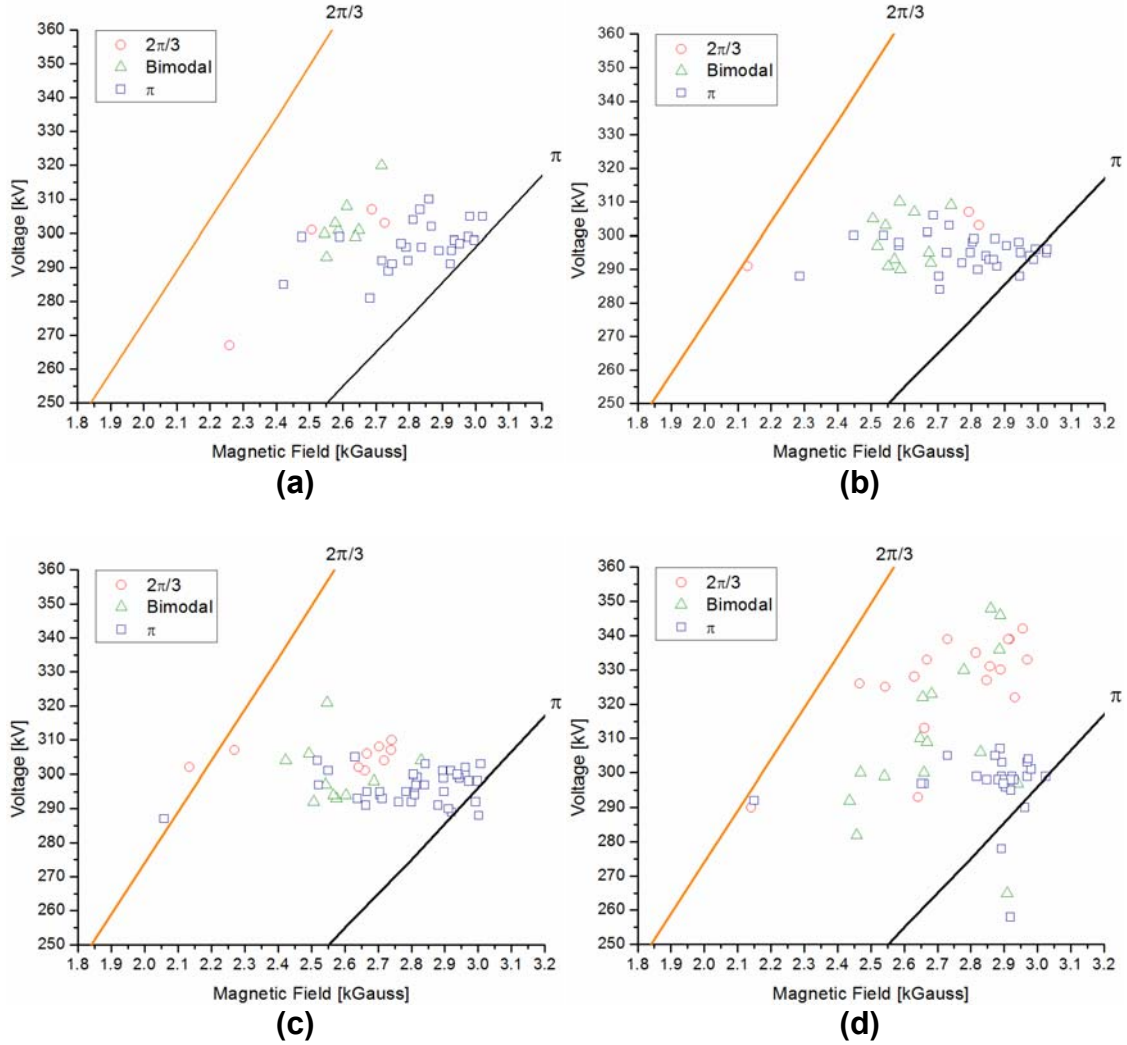 2π/3
360
350
340
330
320
310
300
290
280
270
260
250
Voltage [kV]
2π/3
Bimodal
π
π
1.8 1.9 2.0 2.1 2.2 2.3 2.4 2.5 2.6 2.7 2.8 2.9 3.0 3.1 3.2
Magnetic Field [kGauss]
(a)
2π/3
360
350
340
330
320
310
300
290
280
270
260
250
Voltage [kV]
2π/3
Bimodal
π
π
1.8 1.9 2.0 2.1 2.2 2.3 2.4 2.5 2.6 2.7 2.8 2.9 3.0 3.1 3.2
Magnetic Field [kGauss]
(b)
2π/3
360
350
340
330
320
310
300
290
280
270
260
250
Voltage [kV]
2π/3
Bimodal
π
π
1.8 1.9 2.0 2.1 2.2 2.3 2.4 2.5 2.6 2.7 2.8 2.9 3.0 3.1 3.2
Magnetic Field [kGauss]
(c)
2π/3
360
350
340
330
320
310
300
290
280
270
260
250
Voltage [kV]
2π/3
Bimodal
π
π
1.8 1.9 2.0 2.1 2.2 2.3 2.4 2.5 2.6 2.7 2.8 2.9 3.0 3.1 3.2
Magnetic Field [kGauss]
(d)